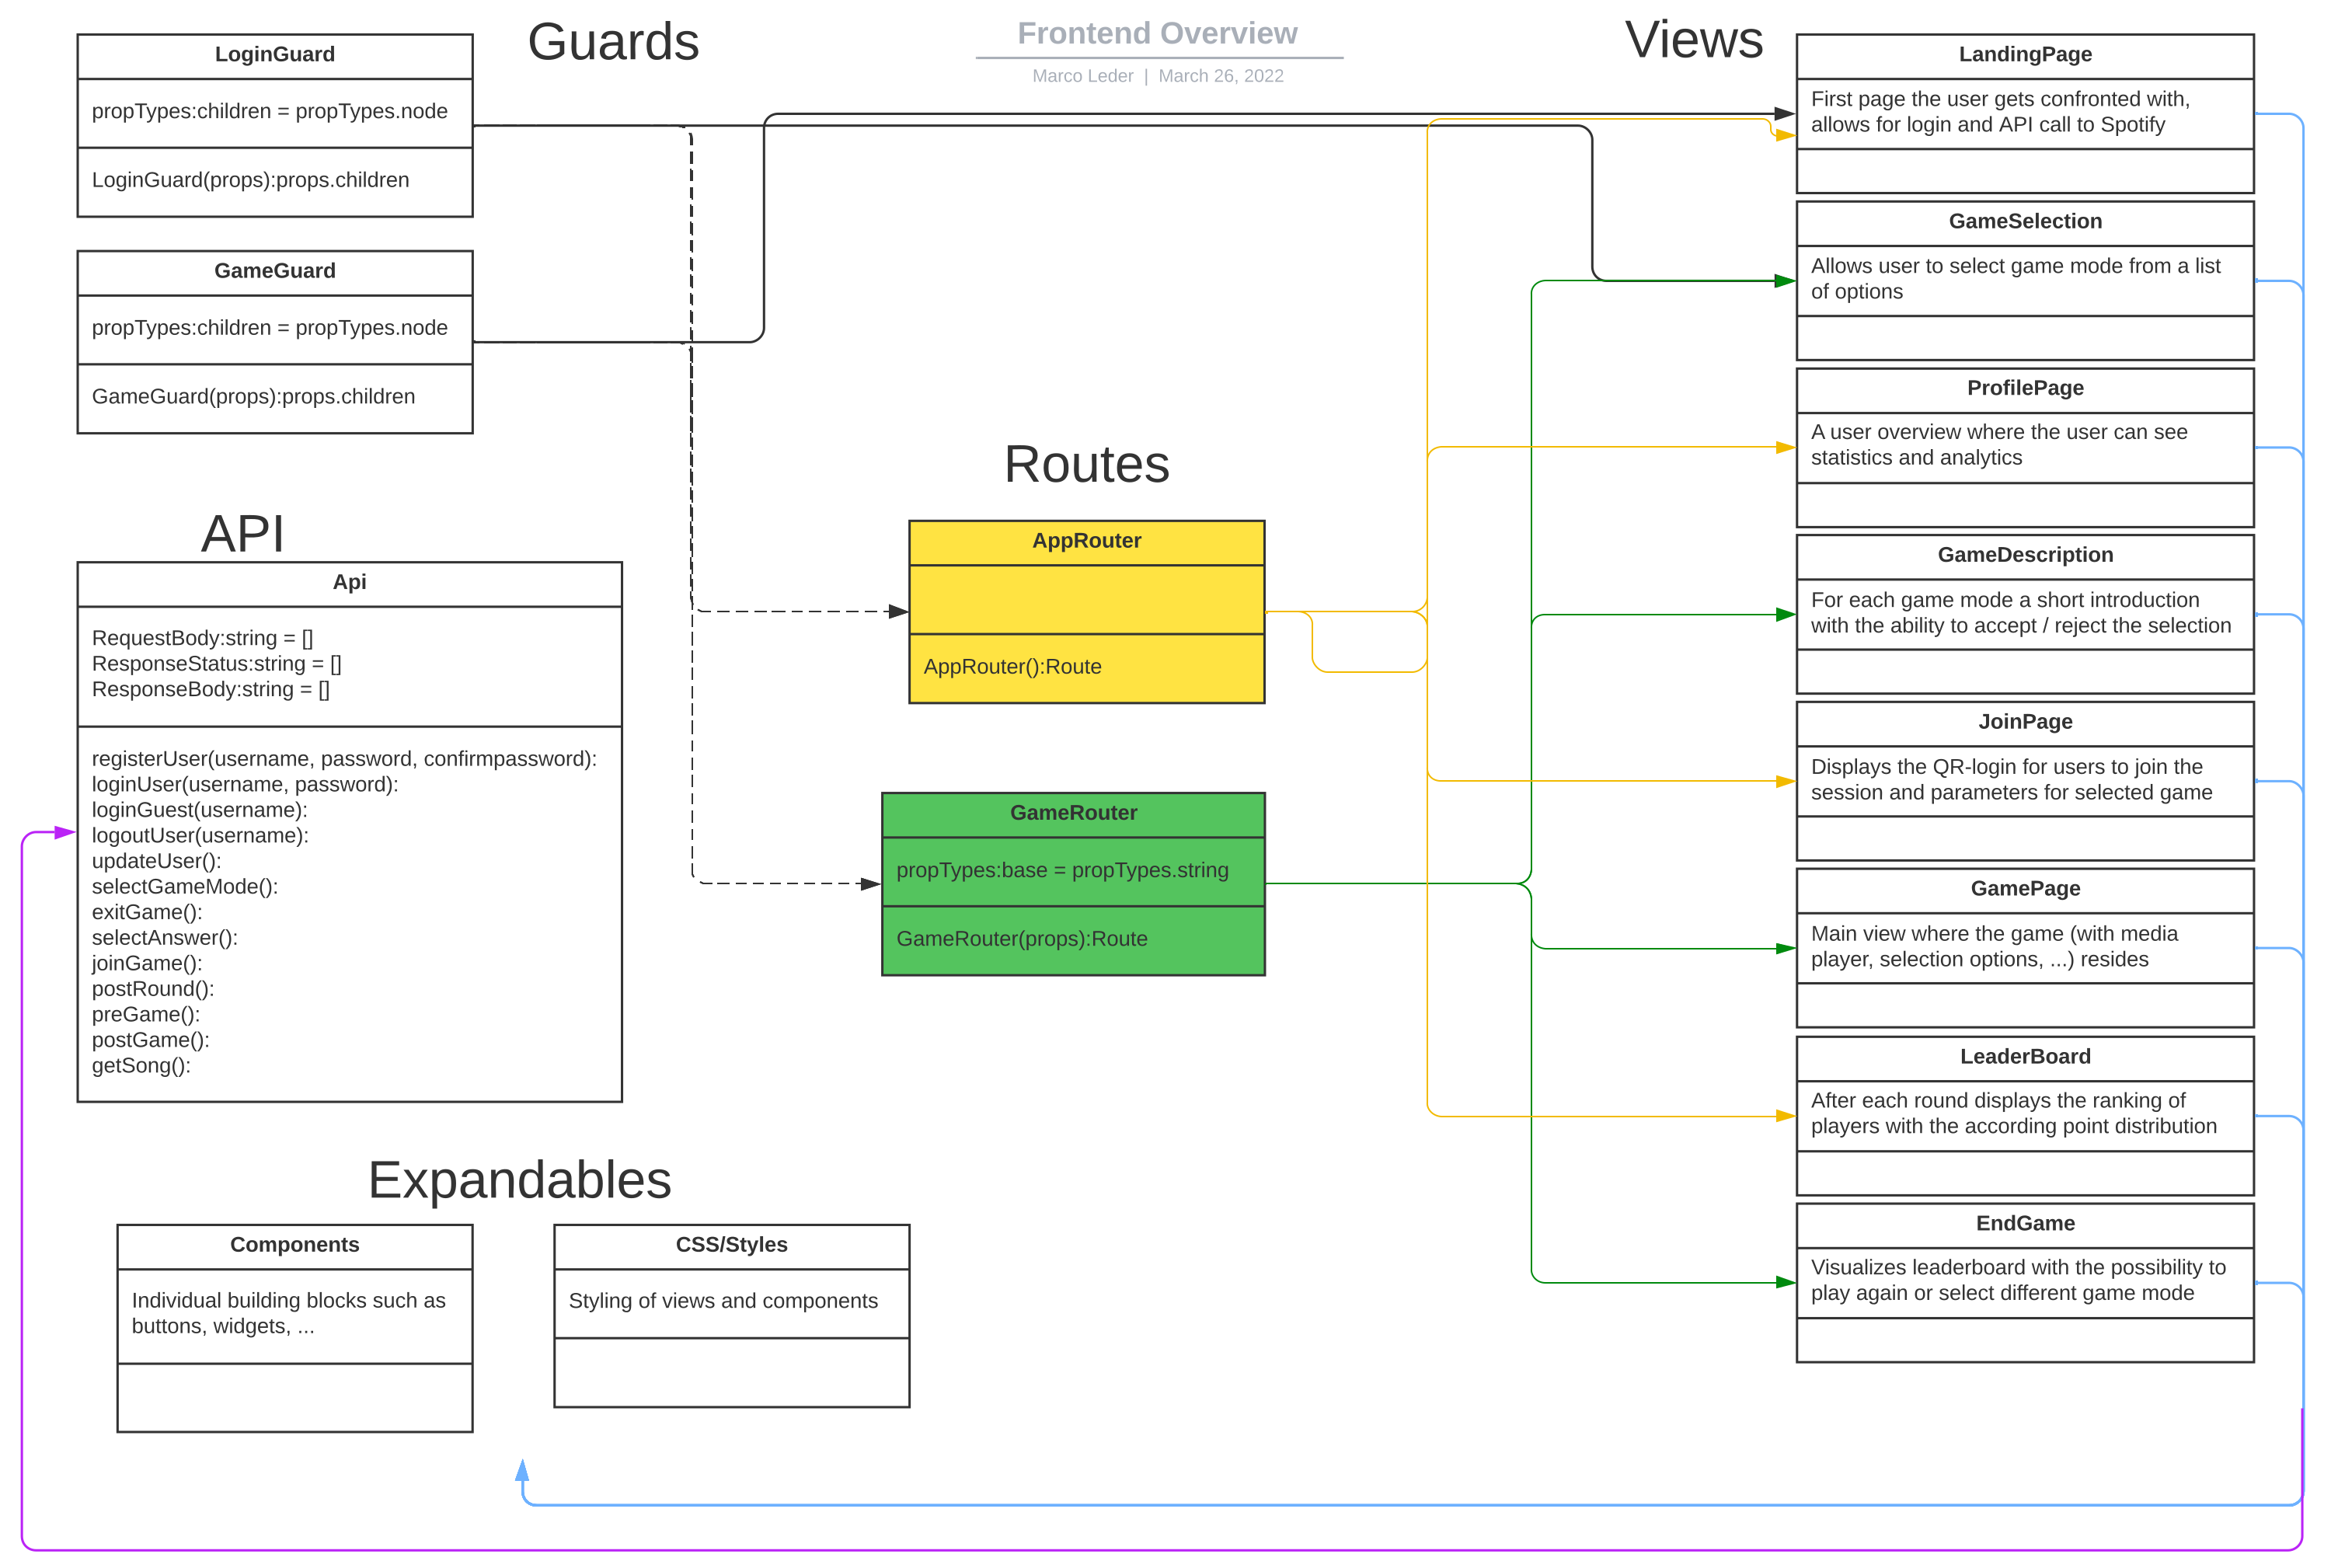 Frontend Overview
Marco Leder | March 26, 2022
Guards
LoginGuard
propTypes:children = propTypes.node
LoginGuard(props):props.children
GameGuard
propTypes:children = propTypes.node
GameGuard(props):props.children
API
Api
RequestBody:string = []
ResponseStatus:string = []
ResponseBody:string = []
registerUser(username, password, confirmpassword):
loginUser(username, password):
loginGuest(username):
logoutUser(username):
updateUser():
selectGameMode():
exitGame():
selectAnswer():
joinGame():
postRound():
preGame():
postGame():
getSong():
Expandables
Components
Individual building blocks such as
buttons, widgets, ...
CSS/Styles
Styling of views and components
Routes
AppRouter
AppRouter():Route
GameRouter
propTypes:base = propTypes.string
GameRouter(props):Route
Views
LandingPage
First page the user gets confronted with,
allows for login and API call to Spotify
GameSelection
Allows user to select game mode from a list
of options
ProfilePage
A user overview where the user can see
statistics and analytics
GameDescription
For each game mode a short introduction
with the ability to accept / reject the selection
JoinPage
Displays the QR-login for users to join the
session and parameters for selected game
GamePage
Main view where the game (with media
player, selection options, ...) resides
LeaderBoard
After each round displays the ranking of
players with the according point distribution
EndGame
Visualizes leaderboard with the possibility to
play again or select different game mode